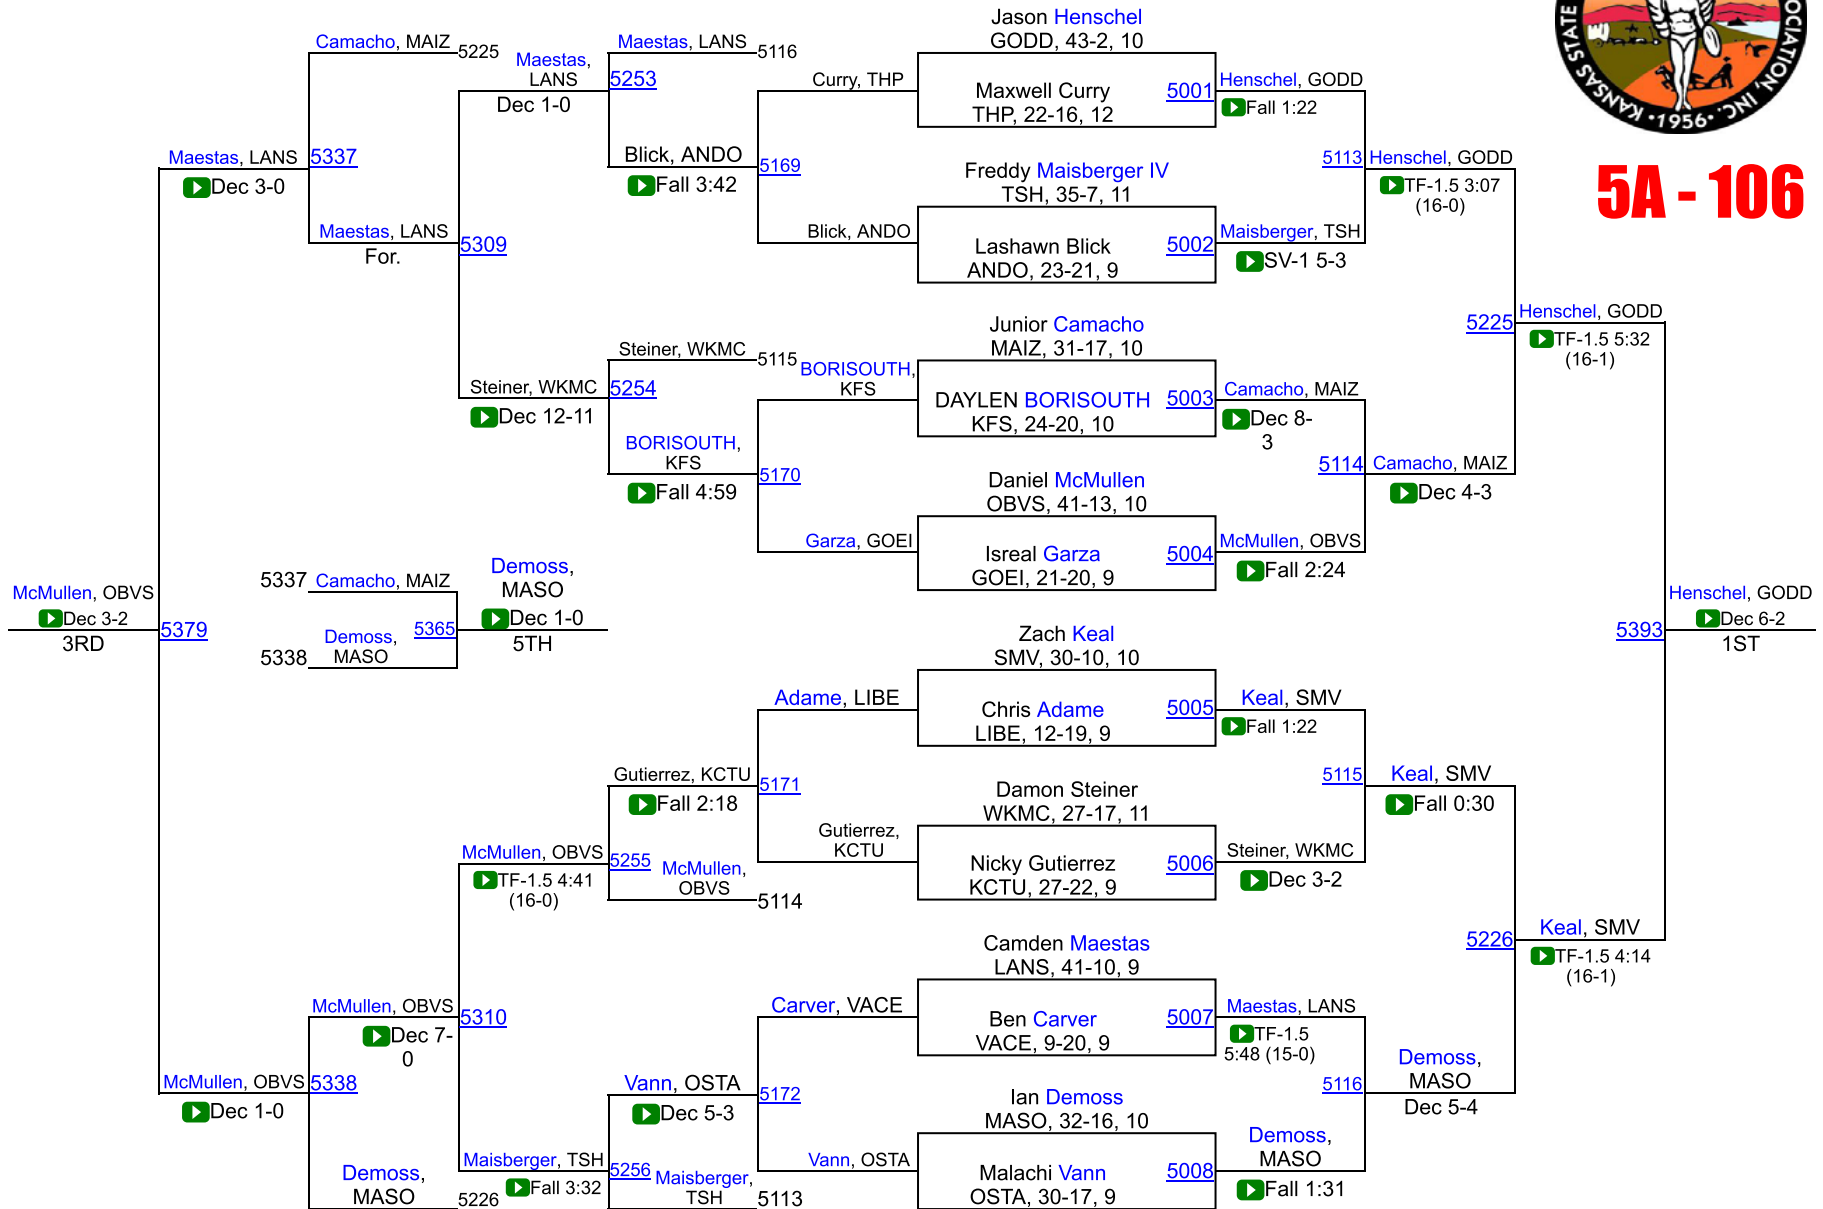 KANSAS STATE
OCIATION, INC.
•1956•
5A - 106
Jason Henschel
GODD, 43-2, 10
Maxwell Curry
THP, 22-16, 12
5001
Freddy Maisberger IV
TSH, 35-7, 11
Lashawn Blick
ANDO, 23-21, 9
5002
Junior Camacho
MAIZ, 31-17, 10
DAYLEN BORISOUTH
KFS, 24-20, 10
5003
Daniel McMullen
OBVS, 41-13, 10
Isreal Garza
GOEI, 21-20, 9
5004
Zach Keal
SMV, 30-10, 10
Chris Adame
LIBE, 12-19, 9
5005
Damon Steiner
WKMC, 27-17, 11
Nicky Gutierrez
KCTU, 27-22, 9
5006
Camden Maestas
LANS, 41-10, 9
Ben Carver
VACE, 9-20, 9
5007
Ian Demoss
MASO, 32-16, 10
Malachi Vann
OSTA, 30-17, 9
5008
Henschel, GODD
Fall 1:22
Maisberger, TSH
SV-1 5-3
Camacho, MAIZ
Dec 8-
3
McMullen, OBVS
Fall 2:24
Keal, SMV
Fall 1:22
Steiner, WKMC
Dec 3-2
Maestas, LANS
TF-1.5
5:48 (15-0)
Demoss,
MASO
Fall 1:31
5113
Henschel, GODD
TF-1.5 3:07
(16-0)
5114
Camacho, MAIZ
Dec 4-3
5115
Keal, SMV
Fall 0:30
5116
Demoss,
MASO
Dec 5-4
5225
Henschel, GODD
TF-1.5 5:32
(16-1)
5226
Keal, SMV
TF-1.5 4:14
(16-1)
5393
Henschel, GODD
Dec 6-2
1ST
Curry, THP
Blick, ANDO
5169
BORISOUTH,
KFS
Garza, GOEI
5170
Adame, LIBE
Gutierrez,
KCTU
5171
Carver, VACE
Vann, OSTA
5172
Maestas, LANS
5116
5253
Blick, ANDO
Fall 3:42
Steiner, WKMC
5115
5254
BORISOUTH,
KFS
Fall 4:59
Gutierrez, KCTU
Fall 2:18
5255
McMullen,
OBVS
5114
Vann, OSTA
Dec 5-3
5256
Maisberger,
TSH
5113
Maestas,
LANS
Dec 1-0
5309
Steiner, WKMC
Dec 12-11
McMullen, OBVS
TF-1.5 4:41
(16-0)
5310
Maisberger, TSH
Fall 3:32
Camacho, MAIZ
5225
5337
Maestas, LANS
For.
McMullen, OBVS
Dec 7-
0
5338
Demoss,
MASO
5226
Maestas, LANS
Dec 3-0
McMullen, OBVS
Dec 1-0
5379
McMullen, OBVS
Dec 3-2
3RD
5337
Camacho, MAIZ
5338
Demoss,
MASO
5365
Demoss,
MASO
Dec 1-0
5TH